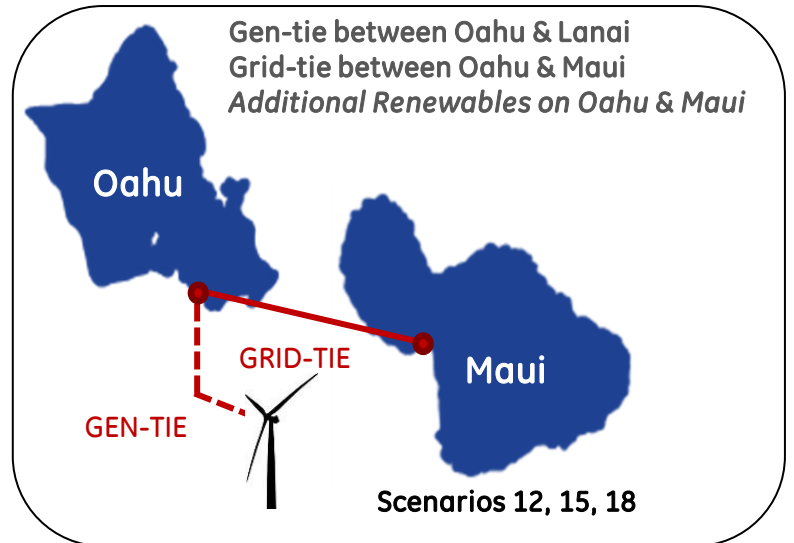 Gen-tie between Oahu & Lanai
Grid-tie between Oahu & Maui
Additional Renewables on Oahu & Maui
Oahu
GRID-TIE
Maui
GEN-TIE
Scenarios 12, 15, 18